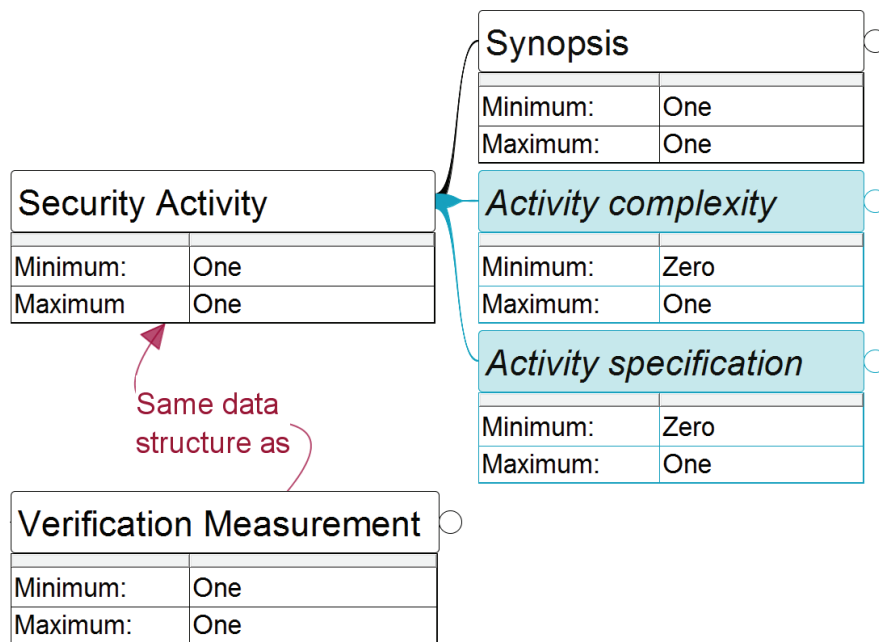 Synopsis
Minimum: One
Maximum: One
Security Activity
Minimum: One
Maximum One
Activity complexity
Minimum: Zero
Maximum: One
Activity specification
Minimum: Zero
Maximum: One
Same data
structure as
Verification Measurement
Minimum: One
Maximum: One